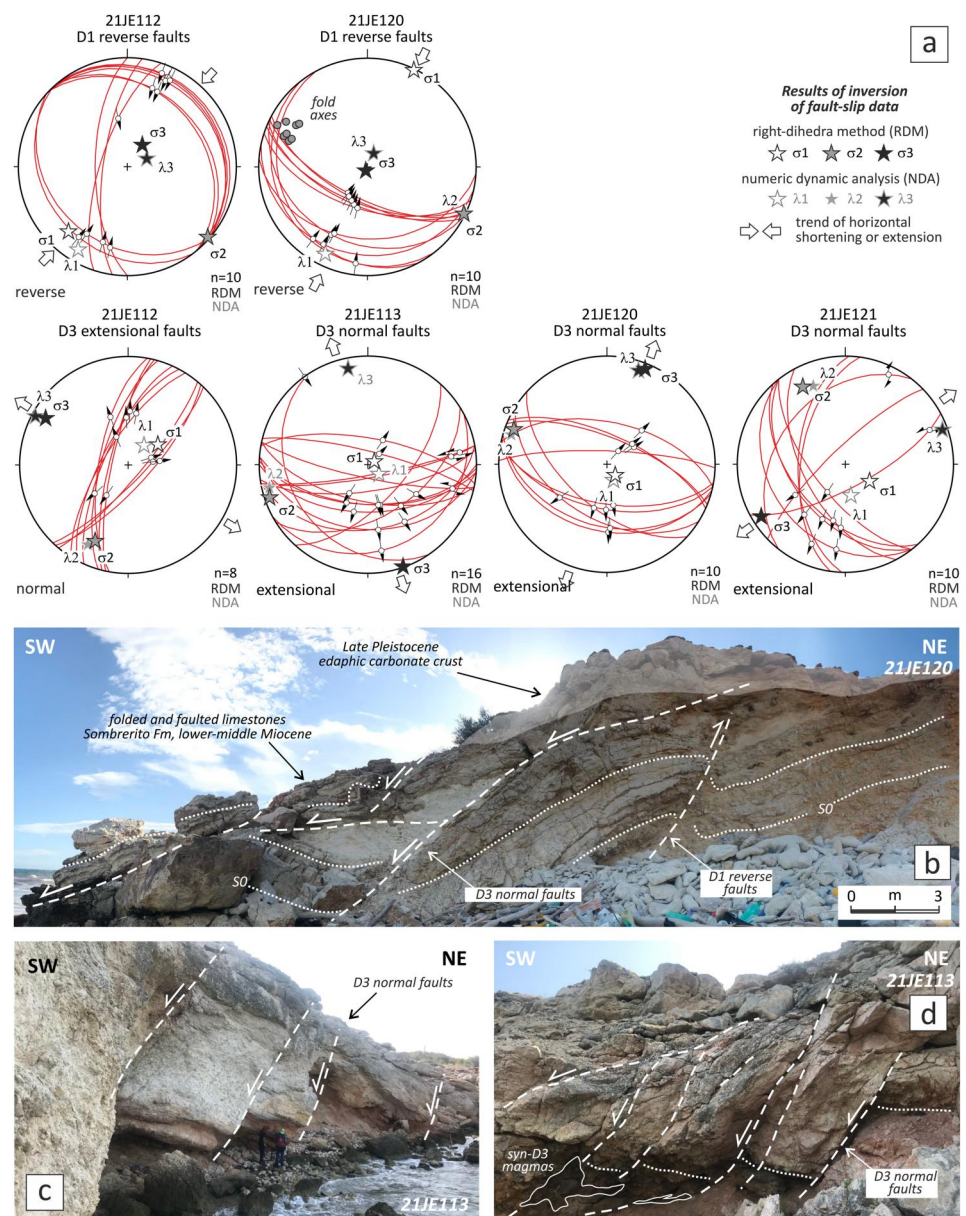 21JE112
D1 reverse faults
σ3
λ3
σ1
λ1
σ2
reverse
n=10
RDM
NDA
21JE120
D1 reverse faults
σ1
fold
axes
λ3
σ3
λ2
σ2
λ1
reverse
n=10
RDM
NDA
a
Results of inversion
of fault-slip data
right-dihedra method (RDM)
σ1 σ2 σ3
numeric dynamic analysis (NDA)
λ1 λ2 λ3
trend of horizontal
shortening or extension
21JE112
D3 extensional faults
λ3
σ3
λ1
σ1
λ2
σ2
normal
n=8
RDM
NDA
21JE113
D3 normal faults
λ3
σ1
λ1
λ2
σ2
σ3
extensional
n=16
RDM
NDA
21JE120
D3 normal faults
λ3
σ3
σ2
λ2
σ1
λ1
extensional
n=10
RDM
NDA
21JE121
D3 normal faults
λ2
σ2
λ3
σ1
λ1
σ3
extensional
n=10
RDM
NDA
SW
NE
21JE120
Late Pleistocene
edaphic carbonate crust
folded and faulted limestones
Sombrerito Fm, lower-middle Miocene
S0
S0
D3 normal faults
D1 reverse
faults
b
0 m 3
SW
NE
D3 normal faults
c
21JE113
SW
NE
21JE113
d
syn-D3
magmas
D3 normal
faults